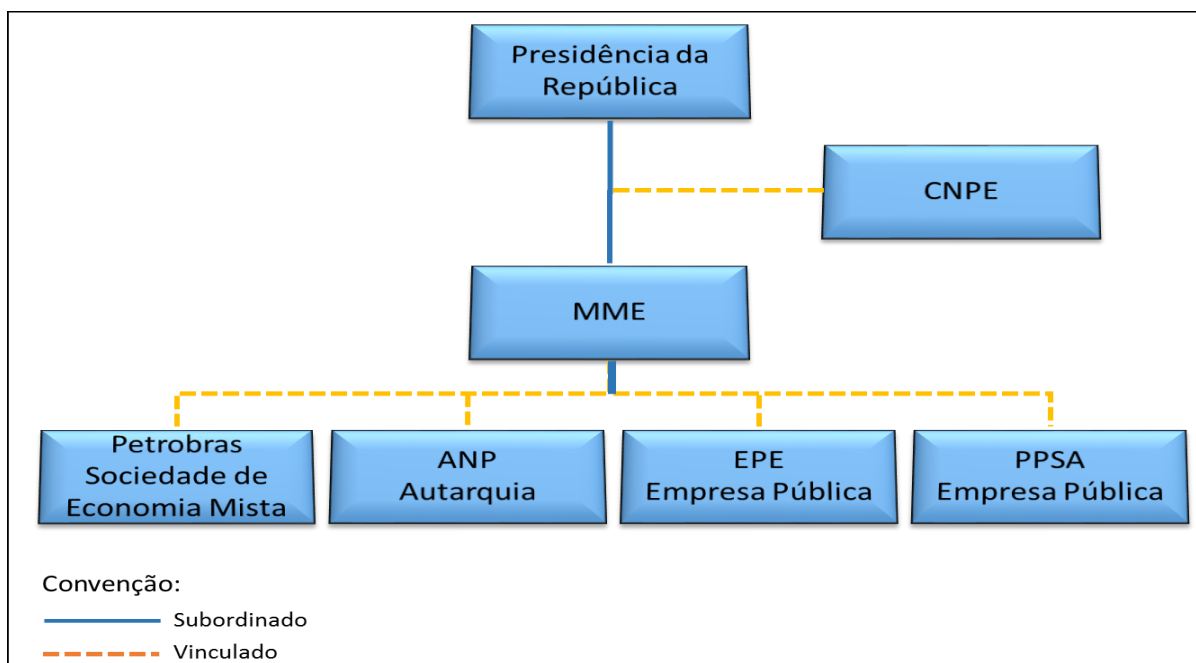 Presidência da
República
CNPE
MME
Petrobras
Sociedade de
Economia Mista
ANP
Autarquia
EPE
Empresa Pública
PPSA
Empresa Pública
Convenção:
Subordinado
Vinculado